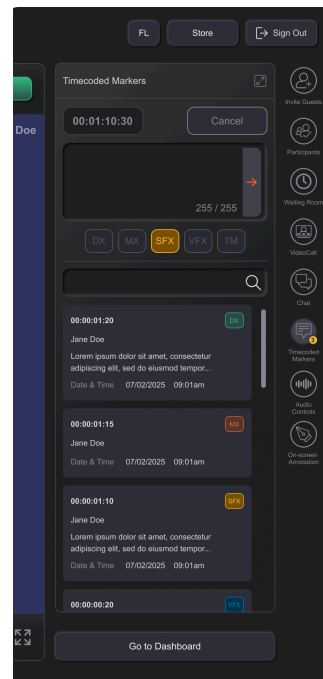 FL
Store
Sign Out
Doe
Timecoded Markers
00:01:10:30
Cancel
255 / 255
DX
MX
SFX
VFX
TM
00:00:01:20
DX
Jane Doe
Lorem ipsum dolor sit amet, consectetur
adipiscing elit, sed do eiusmod tempor...
Date & Time 07/02/2025 09:01am
00:00:01:15
MX
Jane Doe
Date & Time 07/02/2025 09:01am
00:00:01:10
SFX
Jane Doe
Lorem ipsum dolor sit amet, consectetur
adipiscing elit, sed do eiusmod tempor...
Date & Time 07/02/2025 09:01am
00:00:00:20
VFX
Go to Dashboard
Invite Guests
Participants
Waiting Room
VideoCall
Chat
3
Timecoded
Markers
Audio
Controls
On-screen
Annotation